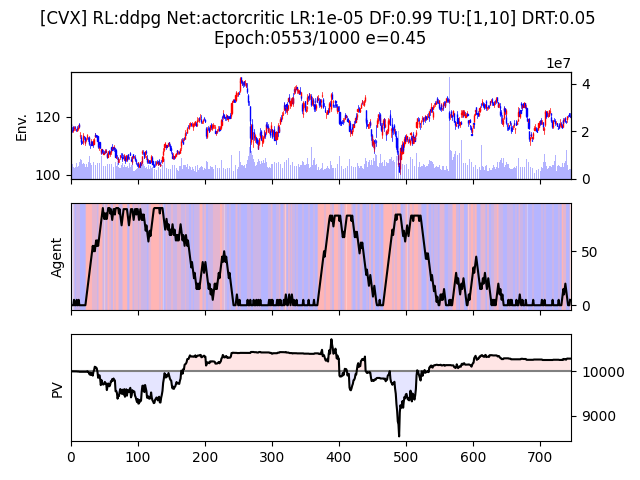 [CVX] RL:ddpg Net:actorcritic LR:1e-05 DF:0.99 TU:[1,10] DRT:0.05
Epoch:0553/1000 e=0.45
1e7
Env.
120
100
4
2
0
Agent
50
0
PV
10000
9000
0 100 200 300 400 500 600 700